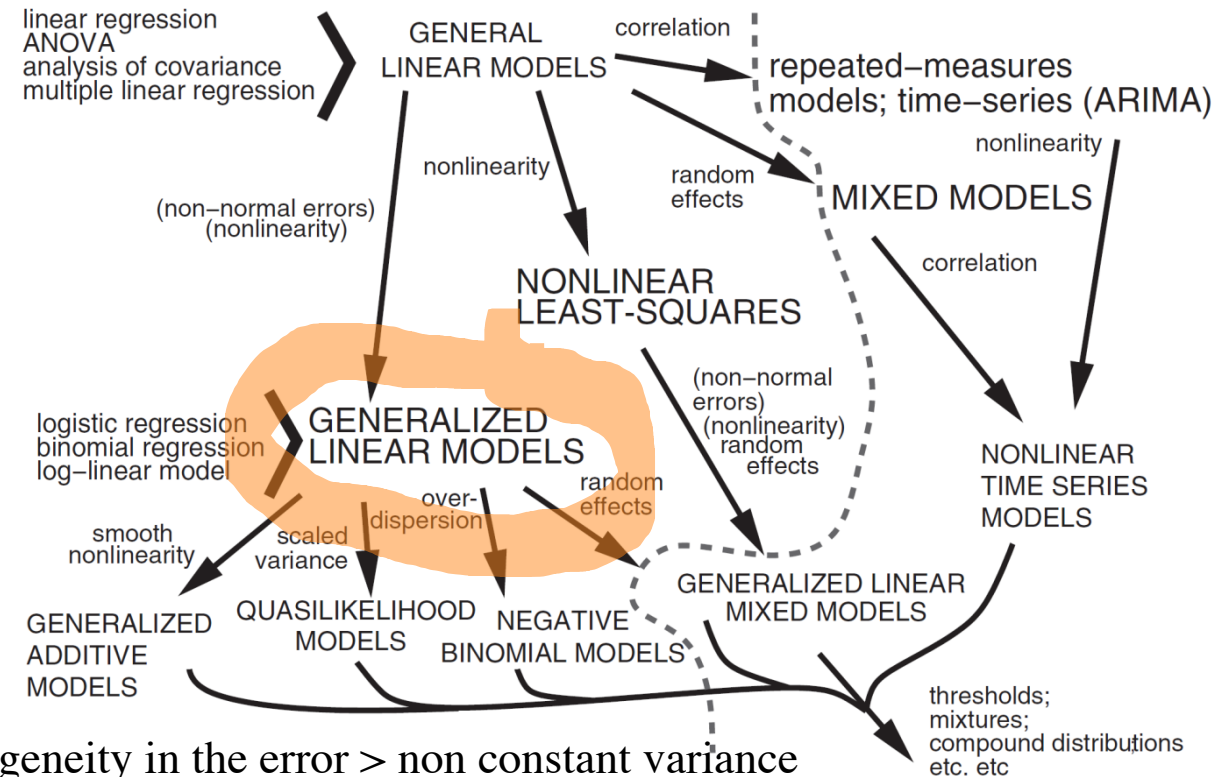 linear regression
ANOVA
analysis of covariance
multiple linear regression
GENERAL
LINEAR MODELS
correlation
repeated−measures
models; time−series (ARIMA)
nonlinearity
nonlinearity
random
effects
MIXED MODELS
(non−normal errors)
(nonlinearity)
correlation
NONLINEAR
LEAST-SQUARES
(non−normal
errors)
(nonlinearity)
random
effects
logistic regression
binomial regression
log−linear model
GENERALIZED
LINEAR MODELS
NONLINEAR
TIME SERIES
MODELS
smooth
nonlinearity
scaled
variance
over-
dispersion
random
effects
GENERALIZED
ADDITIVE
MODELS
QUASILIKELIHOOD
MODELS
NEGATIVE
BINOMIAL MODELS
GENERALIZED LINEAR
MIXED MODELS
thresholds;
mixtures;
compound distributions
etc. etc
geneity in the error > non constant variance